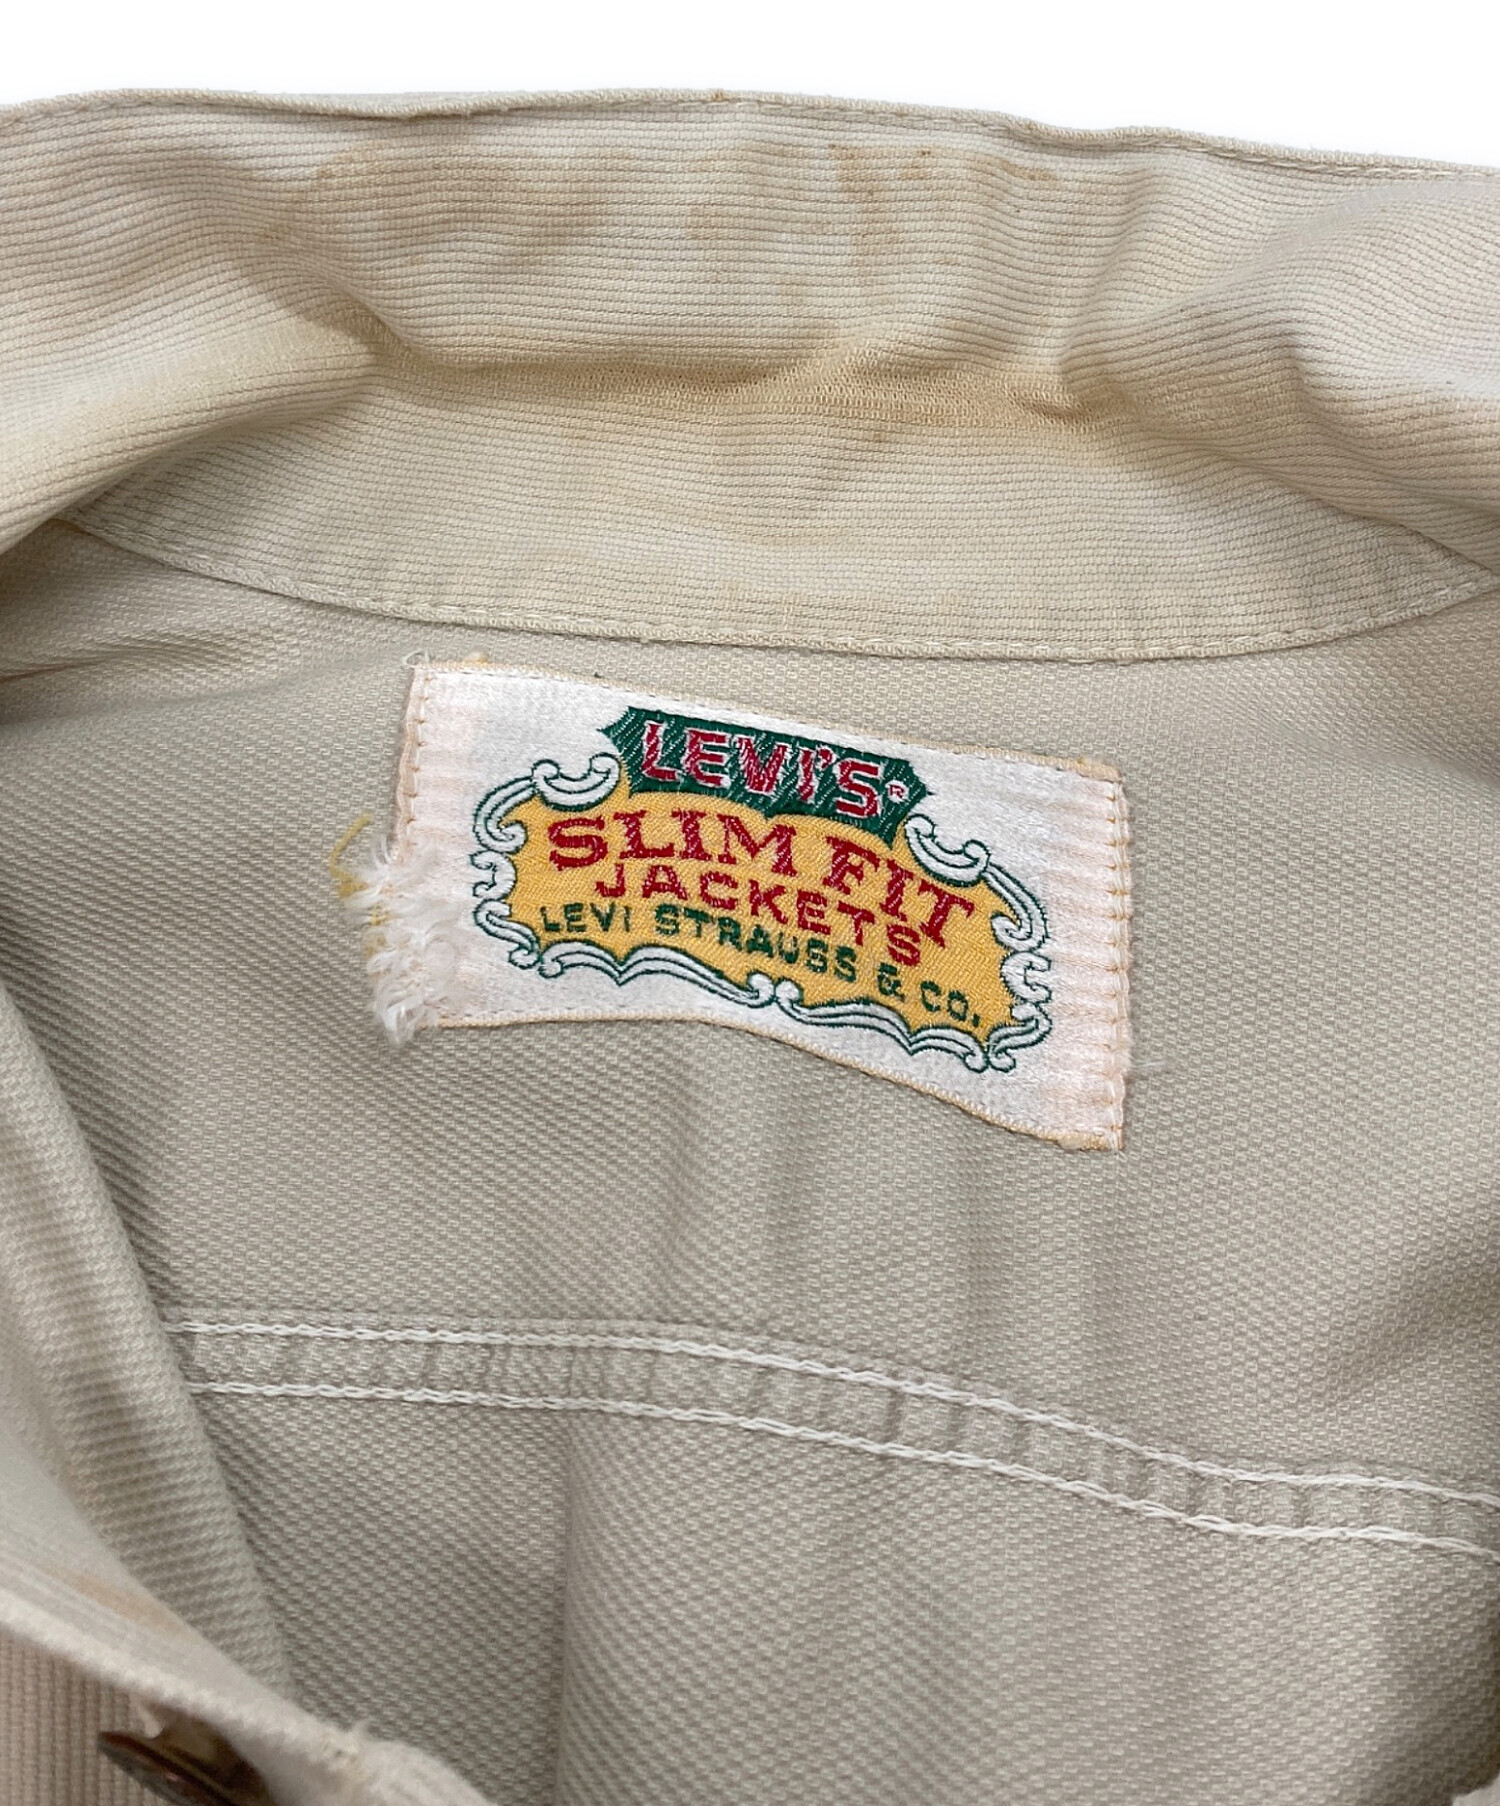 LEVI'S®
SLIM FIT
JACKETS
LEVI STRAUSS & CO.